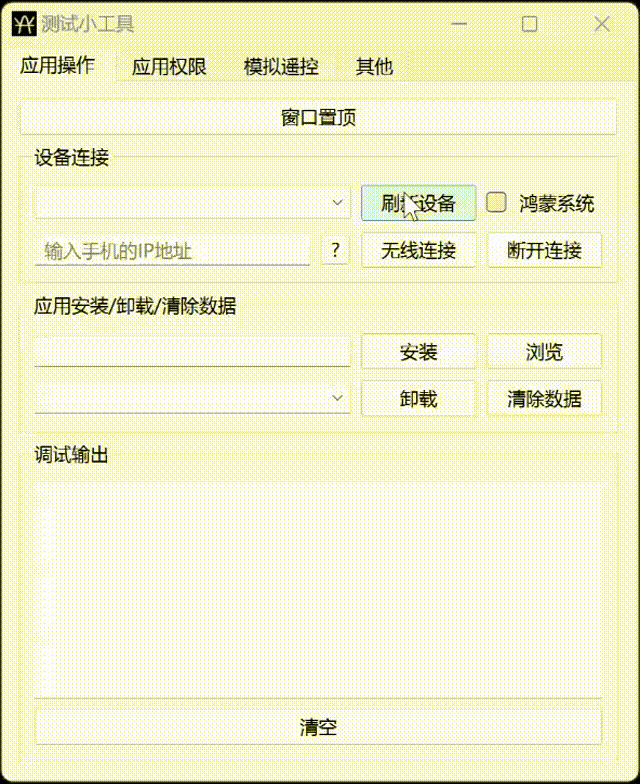 测试小工具
应用操作 应用权限 模拟遥控 其他
窗口置顶
设备连接
刷新设备 鸿蒙系统
输入手机的IP地址 ? 无线连接 断开连接
应用安装/卸载/清除数据
安装 浏览
卸载 清除数据
调试输出
清空